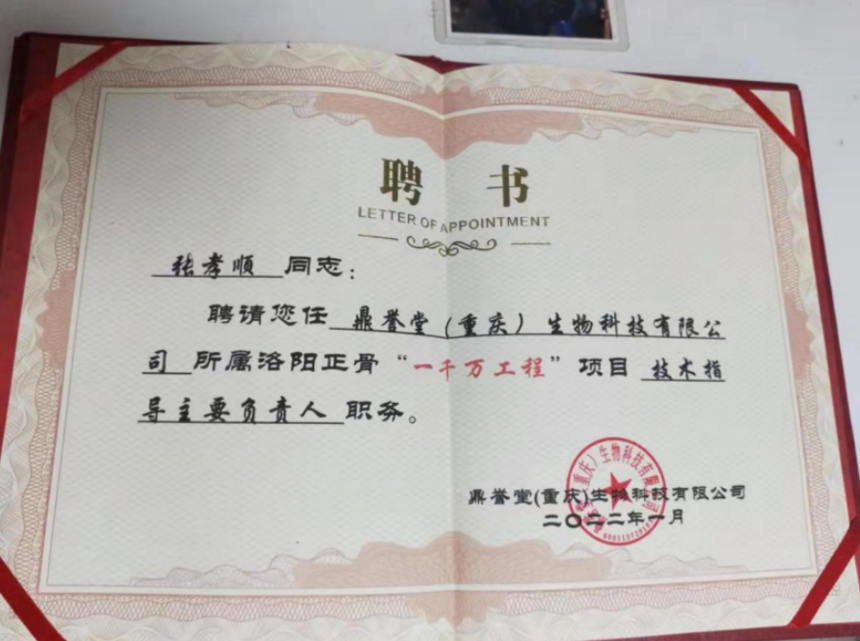 聘 书
LETTER OF APPOINTMENT
张孝顺 同志：
聘请您任 鼎誉堂（重庆）生物科技有限公
司 所属洛阳正骨“一千万工程”项目 技术指
导主要负责人 职务。
鼎誉堂(重庆)生物科技有限公司
二〇二二年一月